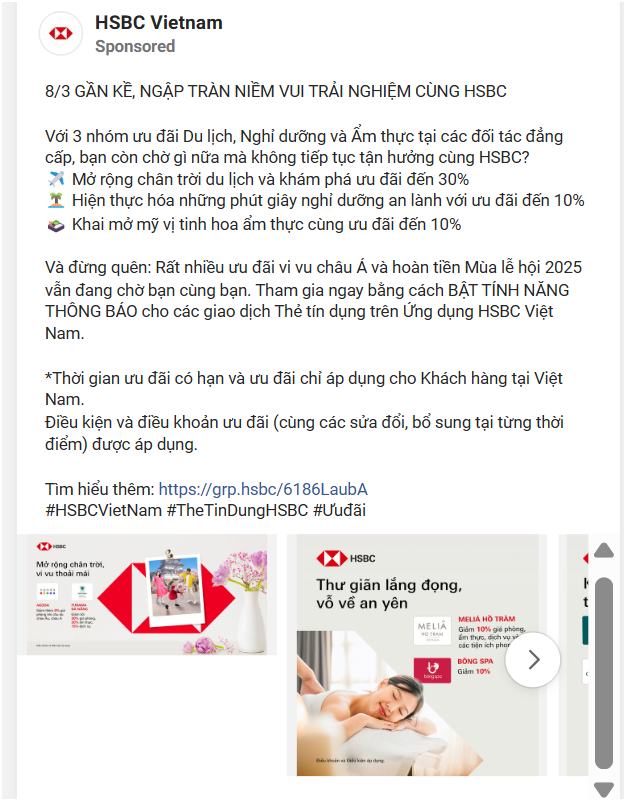 HSBC Vietnam
Sponsored
8/3 GẦN KỀ, NGẬP TRÀN NIỀM VUI TRẢI NGHIỆM CÙNG HSBC
Với 3 nhóm ưu đãi Du lịch, Nghỉ dưỡng và Ẩm thực tại các đối tác đẳng
cấp, bạn còn chờ gì nữa mà không tiếp tục tận hưởng cùng HSBC?
✈️ Mở rộng chân trời du lịch và khám phá ưu đãi đến 30%
🏝️ Hiện thực hóa những phút giây nghỉ dưỡng an lành với ưu đãi đến 10%
🍱 Khai mở mỹ vị tinh hoa ẩm thực cùng ưu đãi đến 10%
Và đừng quên: Rất nhiều ưu đãi vi vu châu Á và hoàn tiền Mùa lễ hội 2025
vẫn đang chờ bạn cùng bạn. Tham gia ngay bằng cách BẬT TÍNH NĂNG
THÔNG BÁO cho các giao dịch Thẻ tín dụng trên Ứng dụng HSBC Việt
Nam.
*Thời gian ưu đãi có hạn và ưu đãi chỉ áp dụng cho Khách hàng tại Việt
Nam.
Điều kiện và điều khoản ưu đãi (cùng các sửa đổi, bổ sung tại từng thời
điểm) được áp dụng.
Tìm hiểu thêm: https://grp.hsbc/6186LaubA
#HSBCVietNam #TheTinDungHSBC #Ưuđãi
HSBC
Mở rộng chân trời,
vi vu thoải mái
AGODA
FURAMA
ĐÀ NẴNG
HSBC
Thư giãn lắng đọng,
vỗ về an yên
MELIÃ
HỒ TRÀM
MELIÃ HỒ TRÀM
Giảm 10% giá phòng,
ẩm thực, dịch vụ và
các tiện ích
bôngspa
BÔNG SPA
Giảm 10%
Điều khoản và Điều kiện áp dụng.